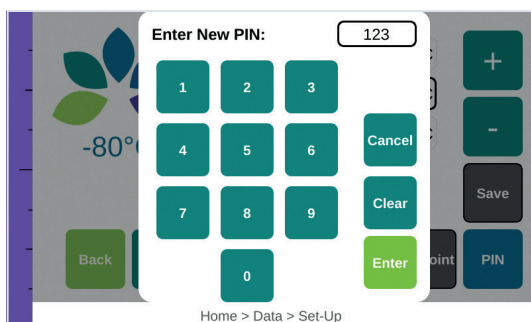 Enter New PIN: 123
1 2 3
+
-80°
4 5 6
Cancel
-
7 8 9
Clear
Save
Back
0
Enter
oint
PIN
Home > Data > Set-Up